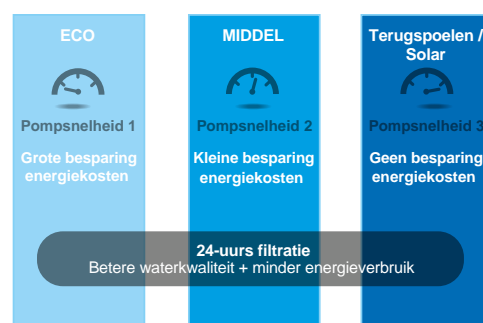 ECO
Pompsnelheid 1
Grote besparing
energiekosten
MIDDEL
Pompsnelheid 2
Kleine besparing
energiekosten
Terugspoelen /
Solar
Pompsnelheid 3
Geen besparing
energiekosten
24-uurs filtratie
Betere waterkwaliteit + minder energieverbruik